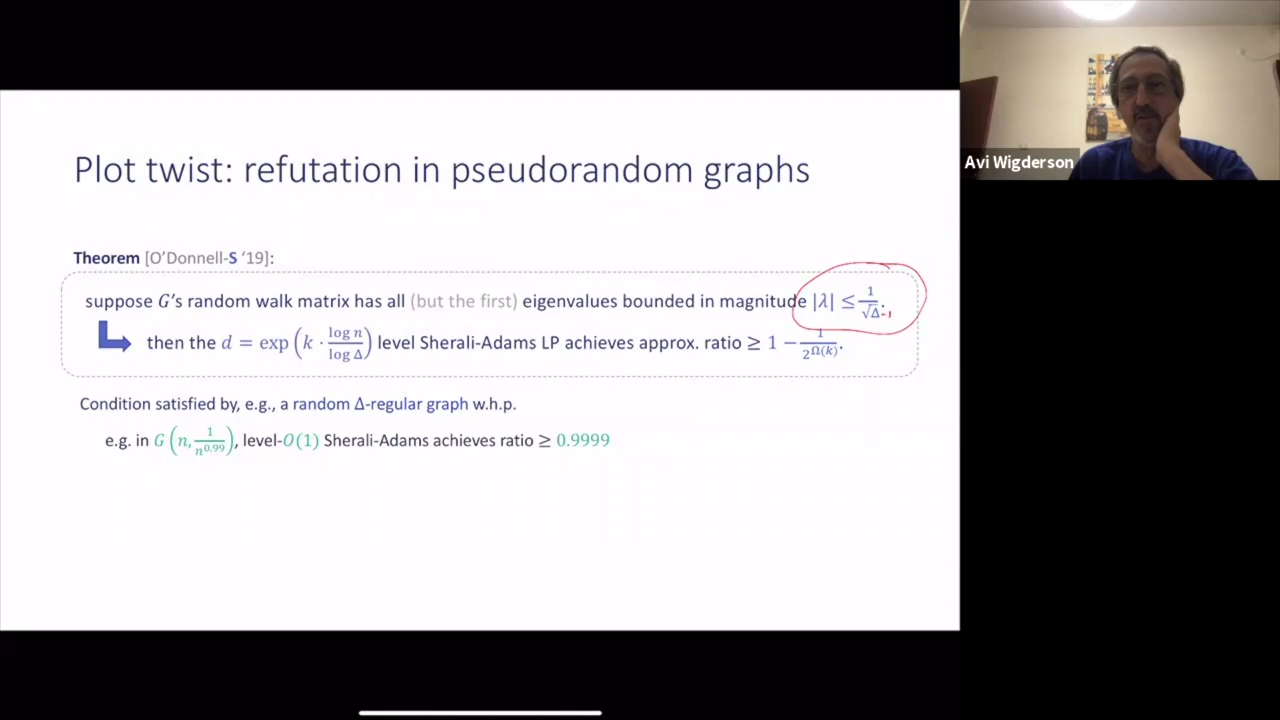 Plot twist: refutation in pseudorandom graphs
Avi Wigderson
Theorem [O'Donnell-S '19]:
suppose G's random walk matrix has all (but the first) eigenvalues bounded in magnitude |λ| ≤ 1/√Δ.
then the d = exp(k · log n / log Δ) level Sherali-Adams LP achieves approx. ratio ≥ 1 − 1/2^Ω(k).
Condition satisfied by, e.g., a random Δ-regular graph w.h.p.
e.g. in G(n, 1/n^0.99), level-O(1) Sherali-Adams achieves ratio ≥ 0.9999